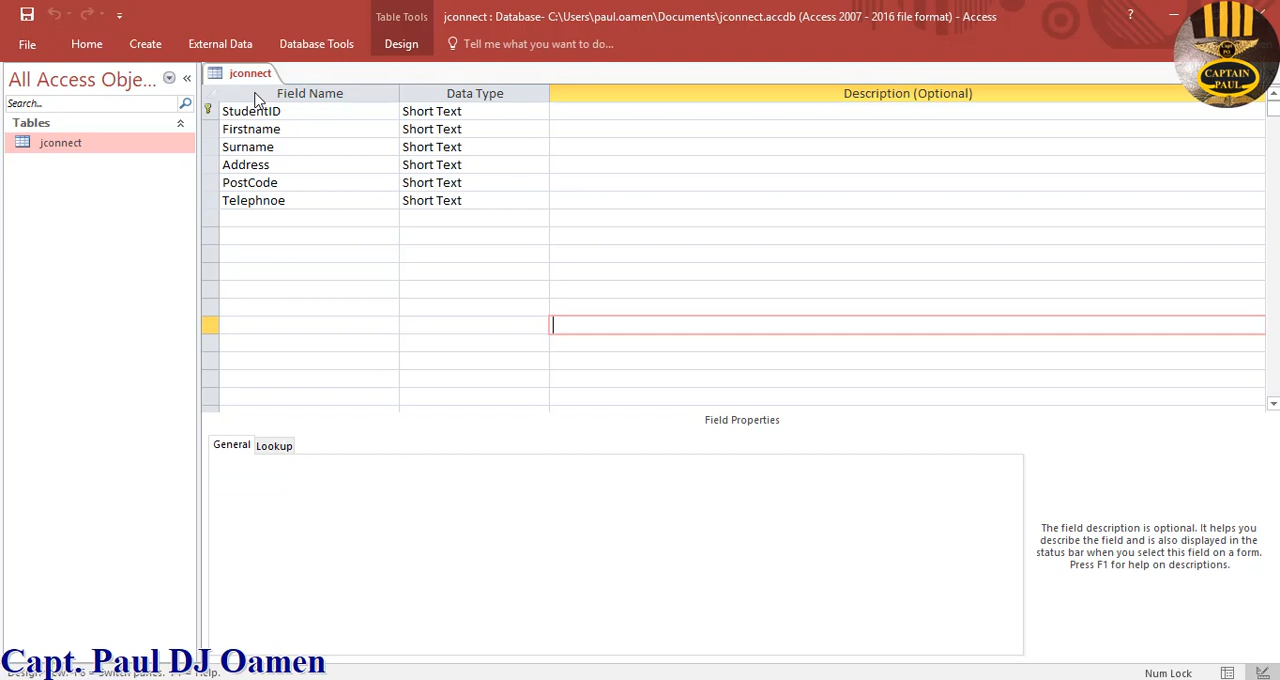 Table Tools
jconnect : Database- C:\Users\paul.oamen\Documents\jconnect.accdb (Access 2007 - 2016 file format) - Access
?
File
Home
Create
External Data
Database Tools
Design
Tell me what you want to do...
CAPTAIN
PAUL
All Access Obje...
Search...
Tables
jconnect
jconnect
Field Name
Data Type
Description (Optional)
StudentID
Short Text
Firstname
Short Text
Surname
Short Text
Address
Short Text
PostCode
Short Text
Telephnoe
Short Text
Field Properties
General
Lookup
The field description is optional. It helps you
describe the field and is also displayed in the
status bar when you select this field on a form.
Press F1 for help on descriptions.
Capt. Paul DJ Oamen
Num Lock